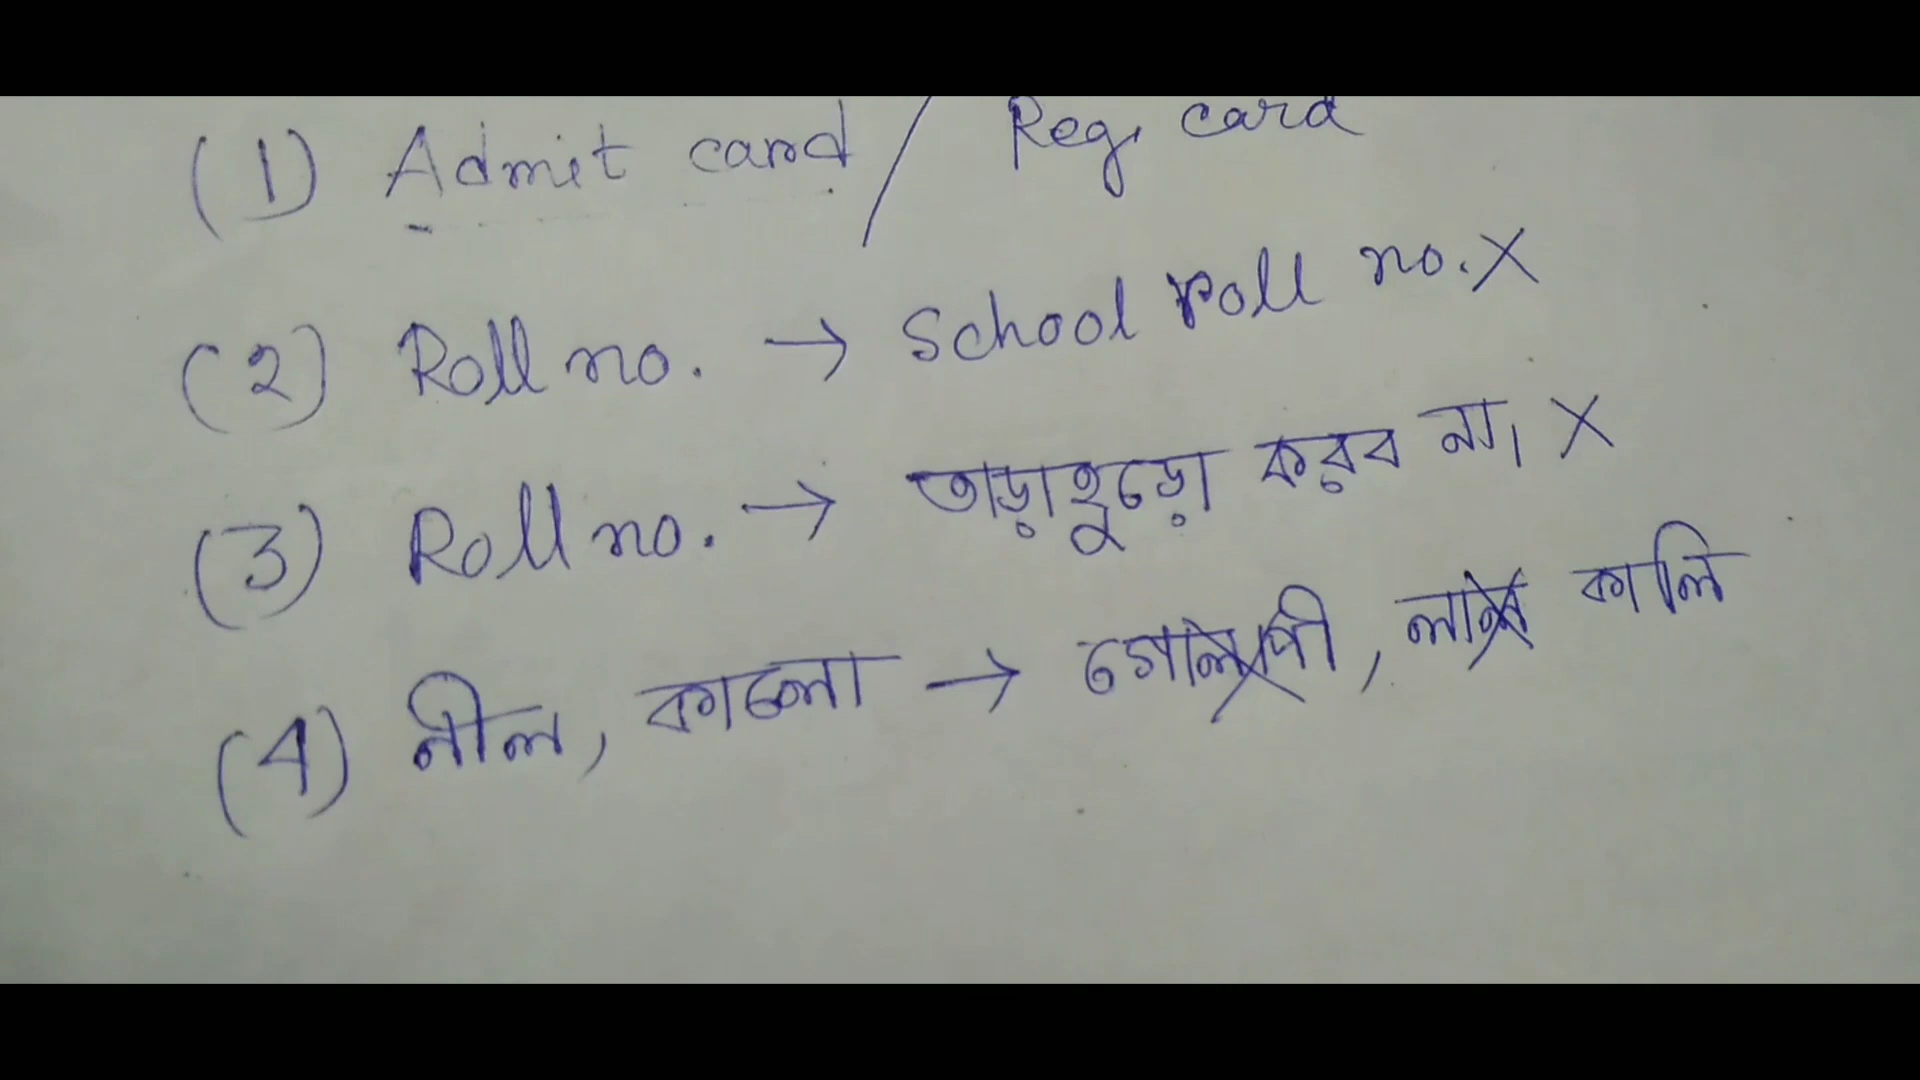 (1) Admit card / Reg. card
(2) Roll no. → School roll no. X
(3) Roll no. → তাড়াহুড়ো করব না। X
(4) নীল, কালো → গোলাপী, লাল কালি